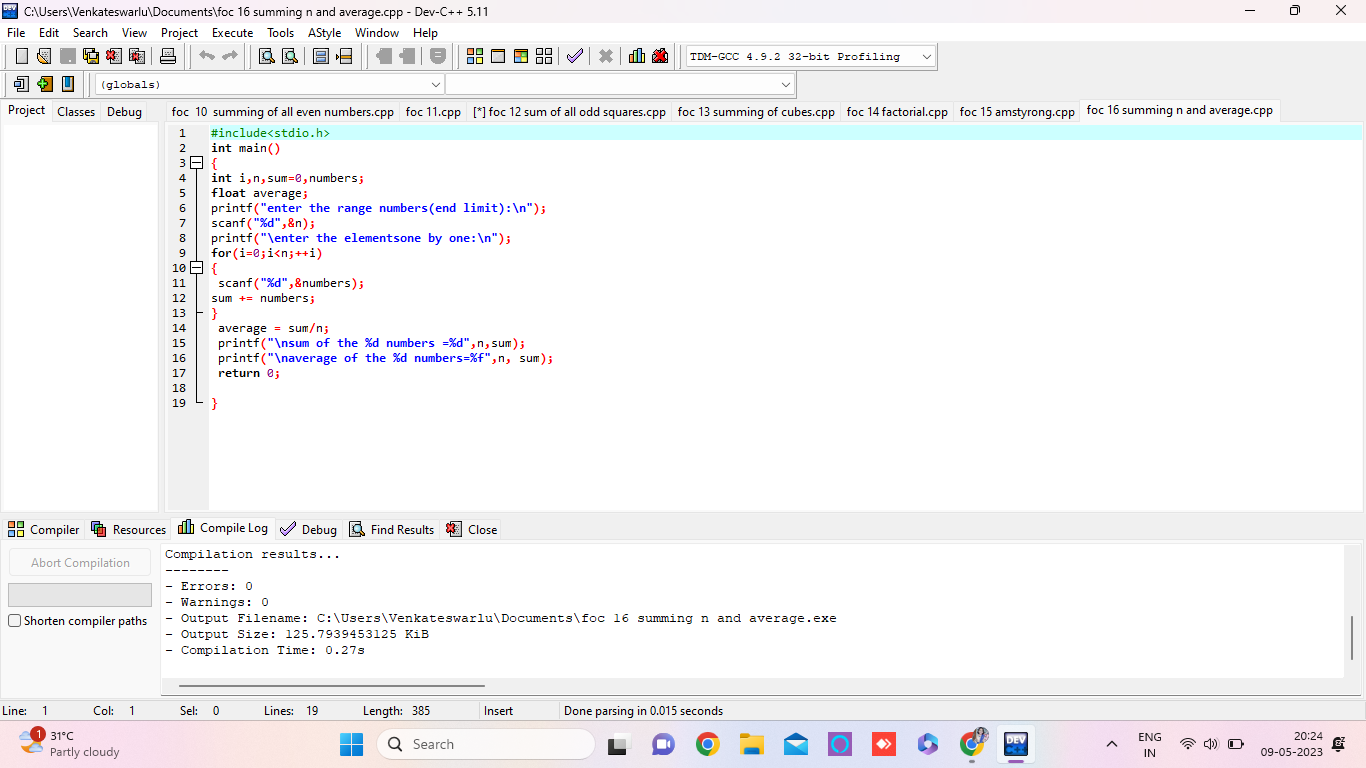 C:\Users\Venkateswarlu\Documents\foc 16 summing n and average.cpp - Dev-C++ 5.11
File Edit Search View Project Execute Tools AStyle Window Help
TDM-GCC 4.9.2 32-bit Profiling
(globals)
Project Classes Debug
foc 10 summing of all even numbers.cpp foc 11.cpp [*] foc 12 sum of all odd squares.cpp foc 13 summing of cubes.cpp foc 14 factorial.cpp foc 15 amstyrong.cpp foc 16 summing n and average.cpp
1 #include<stdio.h>
2 int main()
3 {
4 int i,n,sum=0,numbers;
5 float average;
6 printf("enter the range numbers(end limit):\n");
7 scanf("%d",&n);
8 printf("\enter the elementsone by one:\n");
9 for(i=0;i<n;++i)
10 {
11 scanf("%d",&numbers);
12 sum += numbers;
13 }
14 average = sum/n;
15 printf("\nsum of the %d numbers =%d",n,sum);
16 printf("\naverage of the %d numbers=%f",n, sum);
17 return 0;
18
19 }
Compiler Resources Compile Log Debug Find Results Close
Abort Compilation
Shorten compiler paths
Compilation results...
--------
- Errors: 0
- Warnings: 0
- Output Filename: C:\Users\Venkateswarlu\Documents\foc 16 summing n and average.exe
- Output Size: 125.7939453125 KiB
- Compilation Time: 0.27s
Line: 1 Col: 1 Sel: 0 Lines: 19 Length: 385 Insert Done parsing in 0.015 seconds
1
31°C
Partly cloudy
Search
DEV
ENG
IN
20:24
09-05-2023